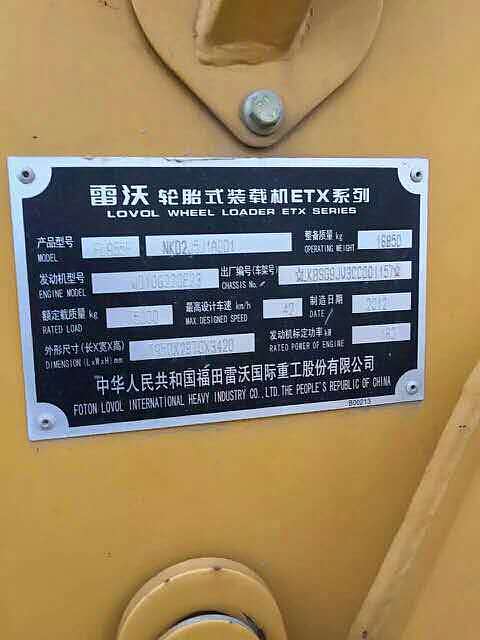 雷沃 轮胎式装载机ETX系列
LOVOL WHEEL LOADER ETX SERIES
产品型号 整备质量 kg 16850
MODEL OPERATING WEIGHT
发动机型号 出厂编号(车架号)
ENGINE MODEL CHASSIS No.
额定载质量 kg 5000 最高设计车速 km/h 制造日期
RATED LOAD MAX DESIGNED SPEED DATE
外形尺寸(长X宽X高) 发动机标定功率 kW
DIMENSION (LxWxH) mm RATED POWER OF ENGINE
中华人民共和国福田雷沃国际重工股份有限公司
FOTON LOVOL INTERNATIONAL HEAVY INDUSTRY CO., LTD. THE PEOPLE'S REPUBLIC OF CHINA
B00213